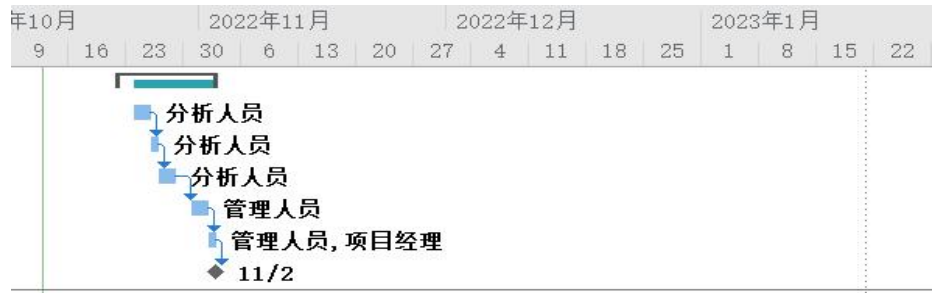 年10月 2022年11月 2022年12月 2023年1月
9 16 23 30 6 13 20 27 4 11 18 25 1 8 15 22
分析人员
分析人员
分析人员
管理人员
管理人员,项目经理
11/2